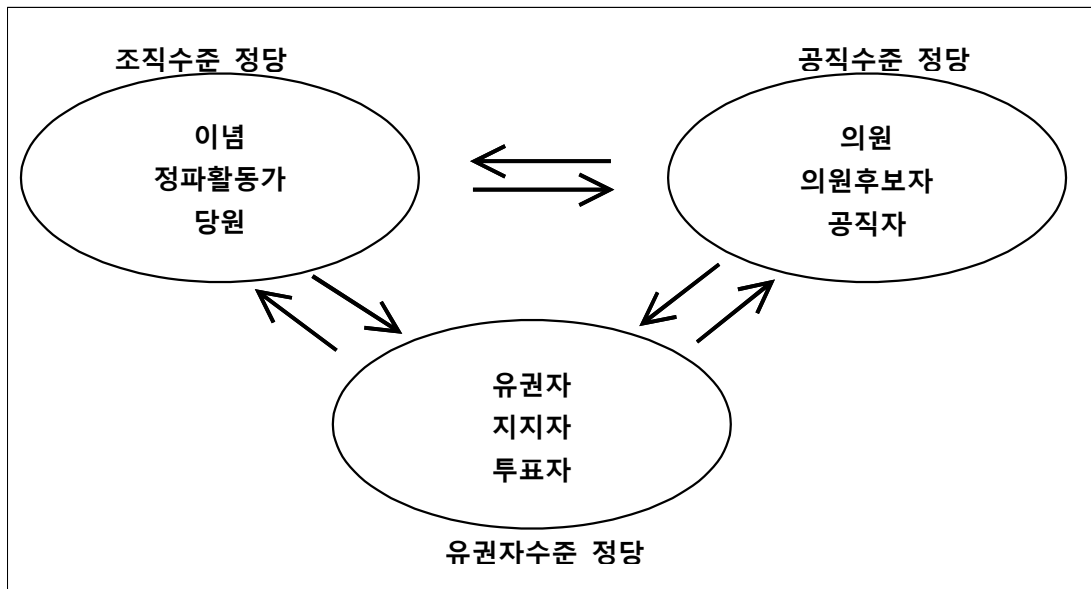 조직수준 정당
이념
정파활동가
당원
공직수준 정당
의원
의원후보자
공직자
유권자
지지자
투표자
유권자수준 정당